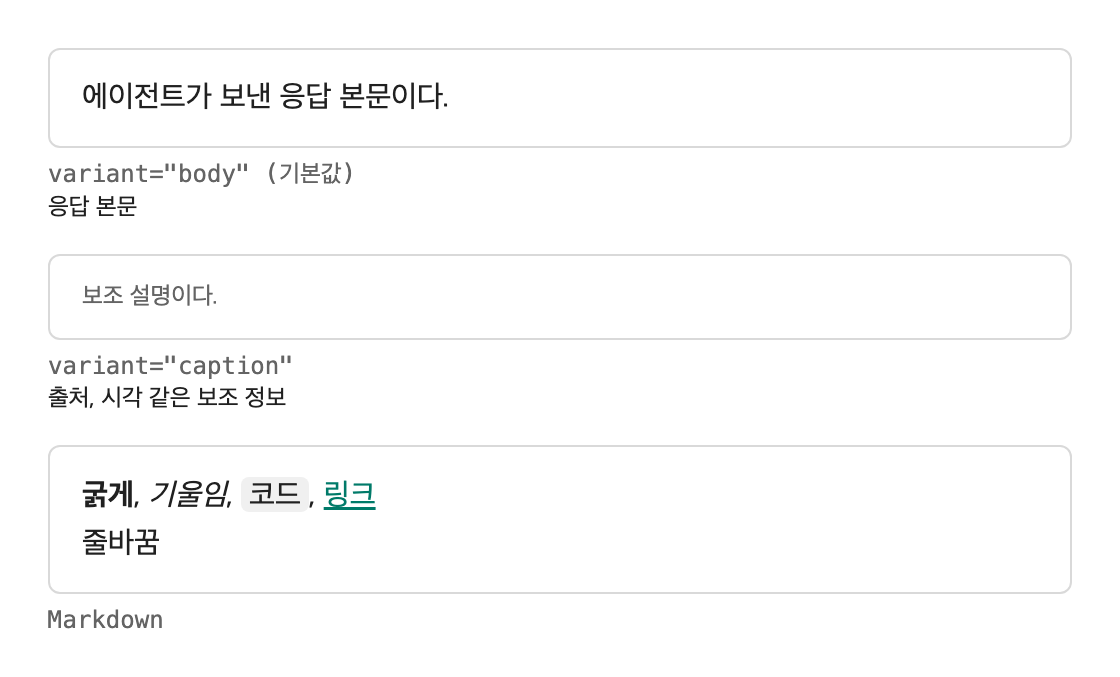 에이전트가 보낸 응답 본문이다.
variant="body" (기본값)
응답 본문
보조 설명이다.
variant="caption"
출처, 시각 같은 보조 정보
굵게, 기울임, 코드, 링크
줄바꿈
Markdown